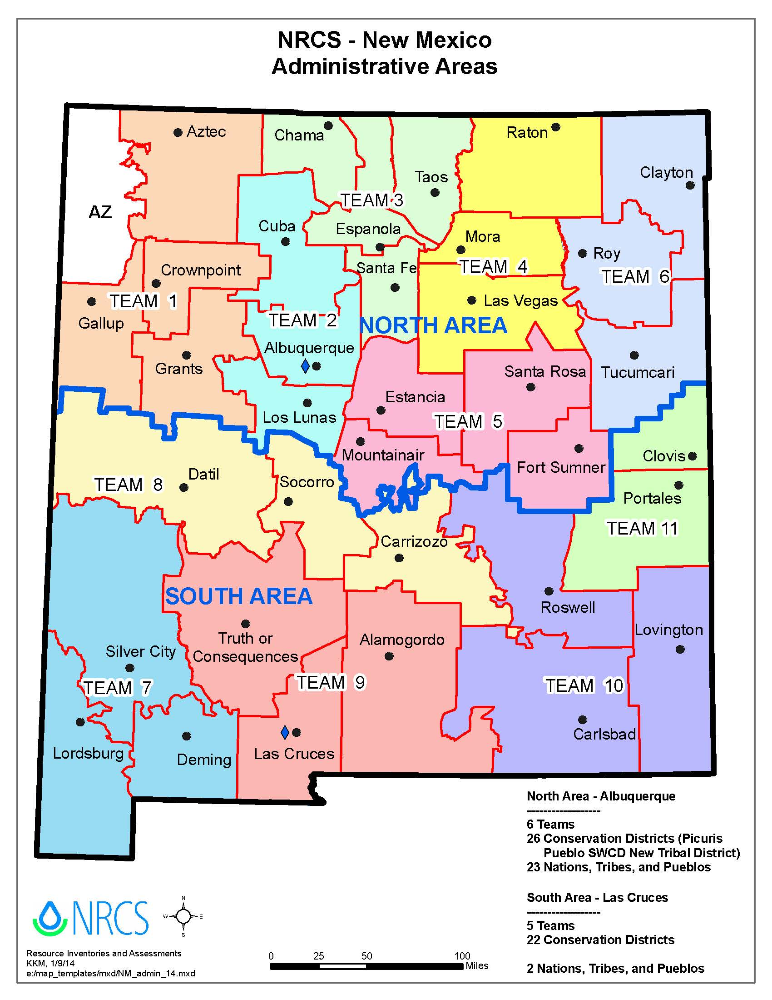 NRCS - New Mexico
Administrative Areas
Aztec
Chama
Raton
Clayton
Taos
AZ
TEAM 3
Cuba
Espanola
Mora
Roy
Crownpoint
Santa Fe
TEAM 4
TEAM 6
TEAM 1
Las Vegas
Gallup
TEAM 2
NORTH AREA
Albuquerque
Grants
Santa Rosa
Tucumcari
Estancia
Los Lunas
TEAM 5
Mountainair
Clovis
Fort Sumner
Datil
TEAM 8
Socorro
Portales
TEAM 11
Carrizozo
SOUTH AREA
Roswell
Lovington
Truth or
Consequences
Alamogordo
Silver City
TEAM 7
TEAM 9
TEAM 10
Carlsbad
Lordsburg
Deming
Las Cruces
North Area - Albuquerque
------------------
6 Teams
26 Conservation Districts (Picuris
Pueblo SWCD New Tribal District)
23 Nations, Tribes, and Pueblos
South Area - Las Cruces
------------------
5 Teams
22 Conservation Districts
2 Nations, Tribes, and Pueblos
NRCS
N
W E
S
Resource Inventories and Assessments
KKM, 1/9/14
e:/map_templates/mxd/NM_admin_14.mxd
0 25 50 100
Miles